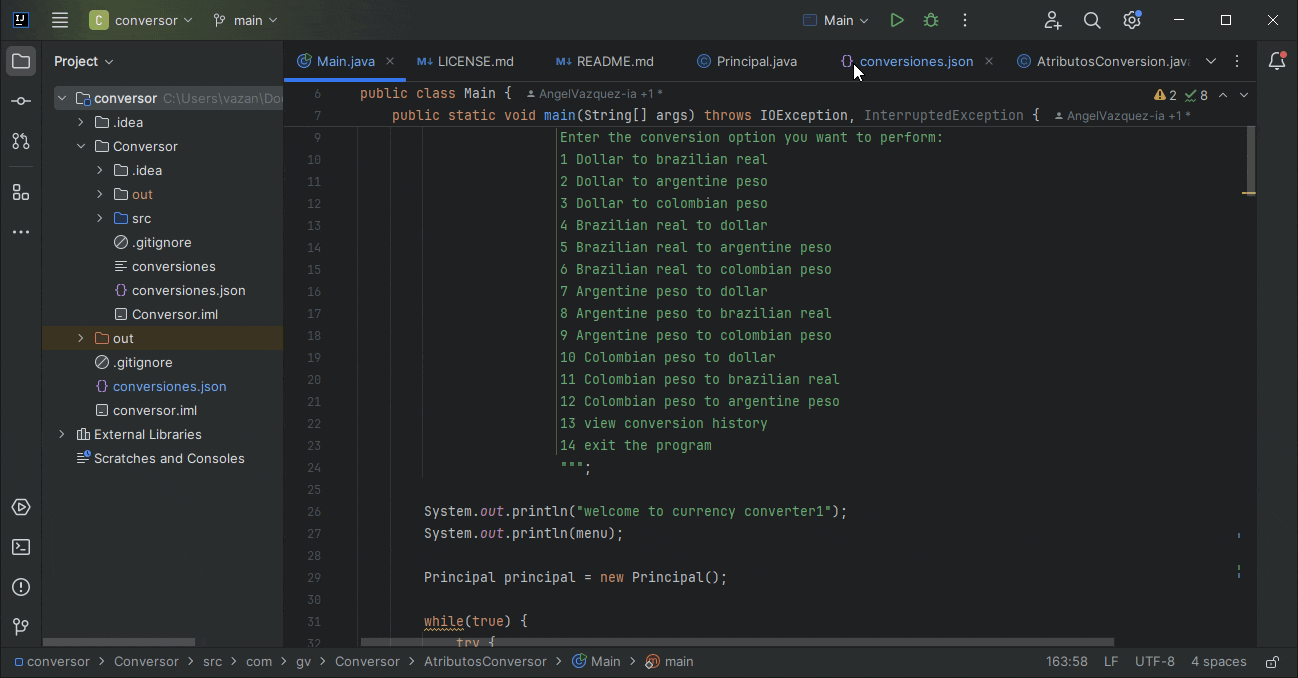 C conversor main Main
Project
Main.java LICENSE.md README.md Principal.java conversiones.json
conversor C:\Users\vazan\
.idea
Conversor
.idea
out
src
.gitignore
conversiones
conversiones.json
Conversor.iml
out
.gitignore
conversiones.json
conversor.iml
External Libraries
Scratches and Consoles
6 public class Main { AngelVazquez-ia +1 * 2 8
7 public static void main(String[] args) throws IOException, InterruptedException { AngelVazquez-ia +1 *
9 Enter the conversion option you want to perform:
10 1 Dollar to brazilian real
11 2 Dollar to argentine peso
12 3 Dollar to colombian peso
13 4 Brazilian real to dollar
14 5 Brazilian real to argentine peso
15 6 Brazilian real to colombian peso
16 7 Argentine peso to dollar
17 8 Argentine peso to brazilian real
18 9 Argentine peso to colombian peso
19 10 Colombian peso to dollar
20 11 Colombian peso to brazilian real
21 12 Colombian peso to argentine peso
22 13 view conversion history
23 14 exit the program
24 """;
25
26 System.out.println("welcome to currency converter1");
27 System.out.println(menu);
28
29 Principal principal = new Principal();
30
31 while(true) {
32 try {
conversor > Conversor > src > com > gv > Conversor > AtributosConversor > Main > main 163:58 LF UTF-8 4 spaces